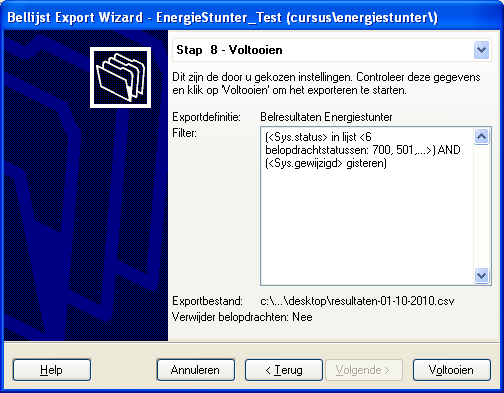 Bellijst Export Wizard - EnergieStunter_Test (cursus\energiestunter\)
Stap 8 - Voltooien
Dit zijn de door u gekozen instellingen. Controleer deze gegevens
en klik op 'Voltooien' om het exporteren te starten.
Exportdefinitie: Belresultaten Energiestunter
Filter:
(<Sys.status> in lijst <6
belopdrachtstatussen: 700, 501,...>) AND
(<Sys.gewijzigd> gisteren)
Exportbestand: c:\...\desktop\resultaten-01-10-2010.csv
Verwijder belopdrachten: Nee
Help Annuleren < Terug Volgende > Voltooien